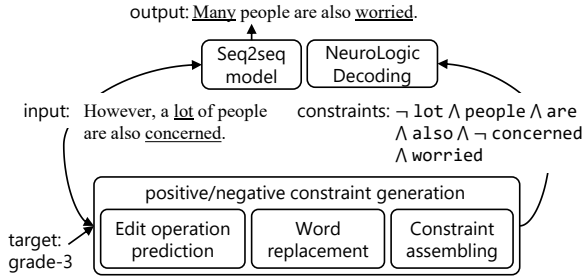 output: Many people are also worried.
Seq2seq model
NeuroLogic Decoding
input: However, a lot of people are also concerned.
constraints: ¬ lot ⋀ people ⋀ are
⋀ also ⋀ ¬ concerned
⋀ worried
positive/negative constraint generation
Edit operation prediction
Word replacement
Constraint assembling
target: grade-3